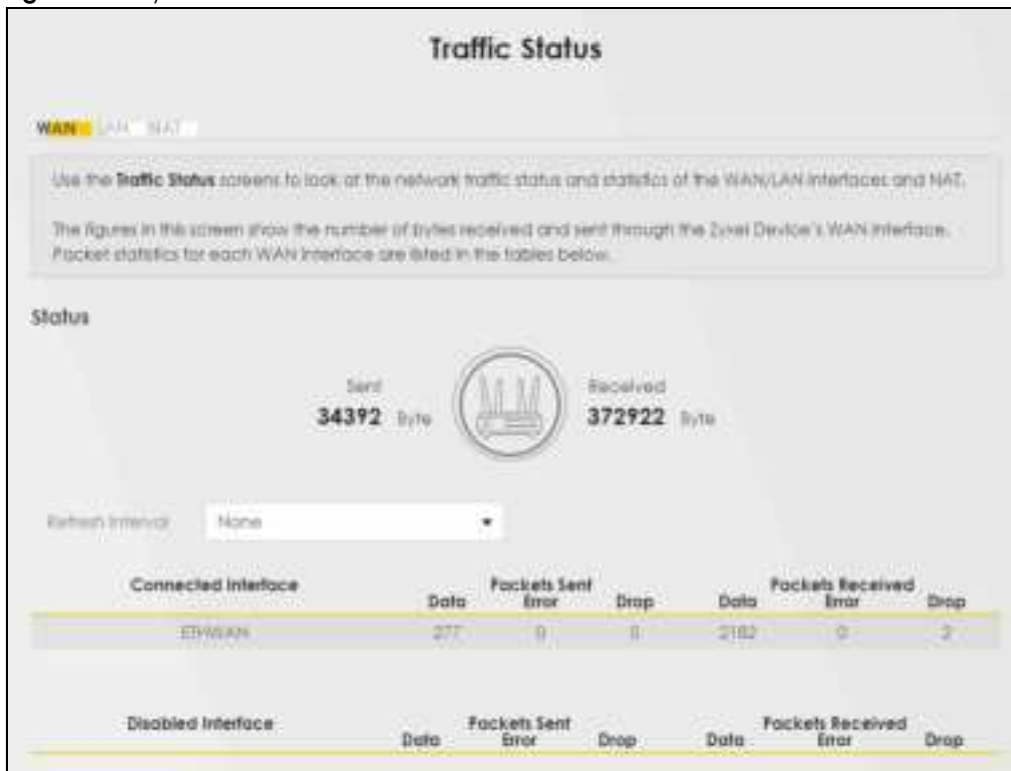 Traffic Status
WAN LAN NAT
Use the Traffic Status screens to look at the network traffic status and statistics of the WAN/LAN interfaces and NAT.
The figures in this screen show the number of bytes received and sent through the Zyxel Device's WAN interface.
Packet statistics for each WAN interface are listed in the tables below.
Status
Sent Received
34392 Byte 372922 Byte
Refresh Interval None
Connected Interface Packets Sent Packets Received
Data Error Drop Data Error Drop
ETHWAN 277 0 0 2182 0 2
Disabled Interface Packets Sent Packets Received
Data Error Drop Data Error Drop